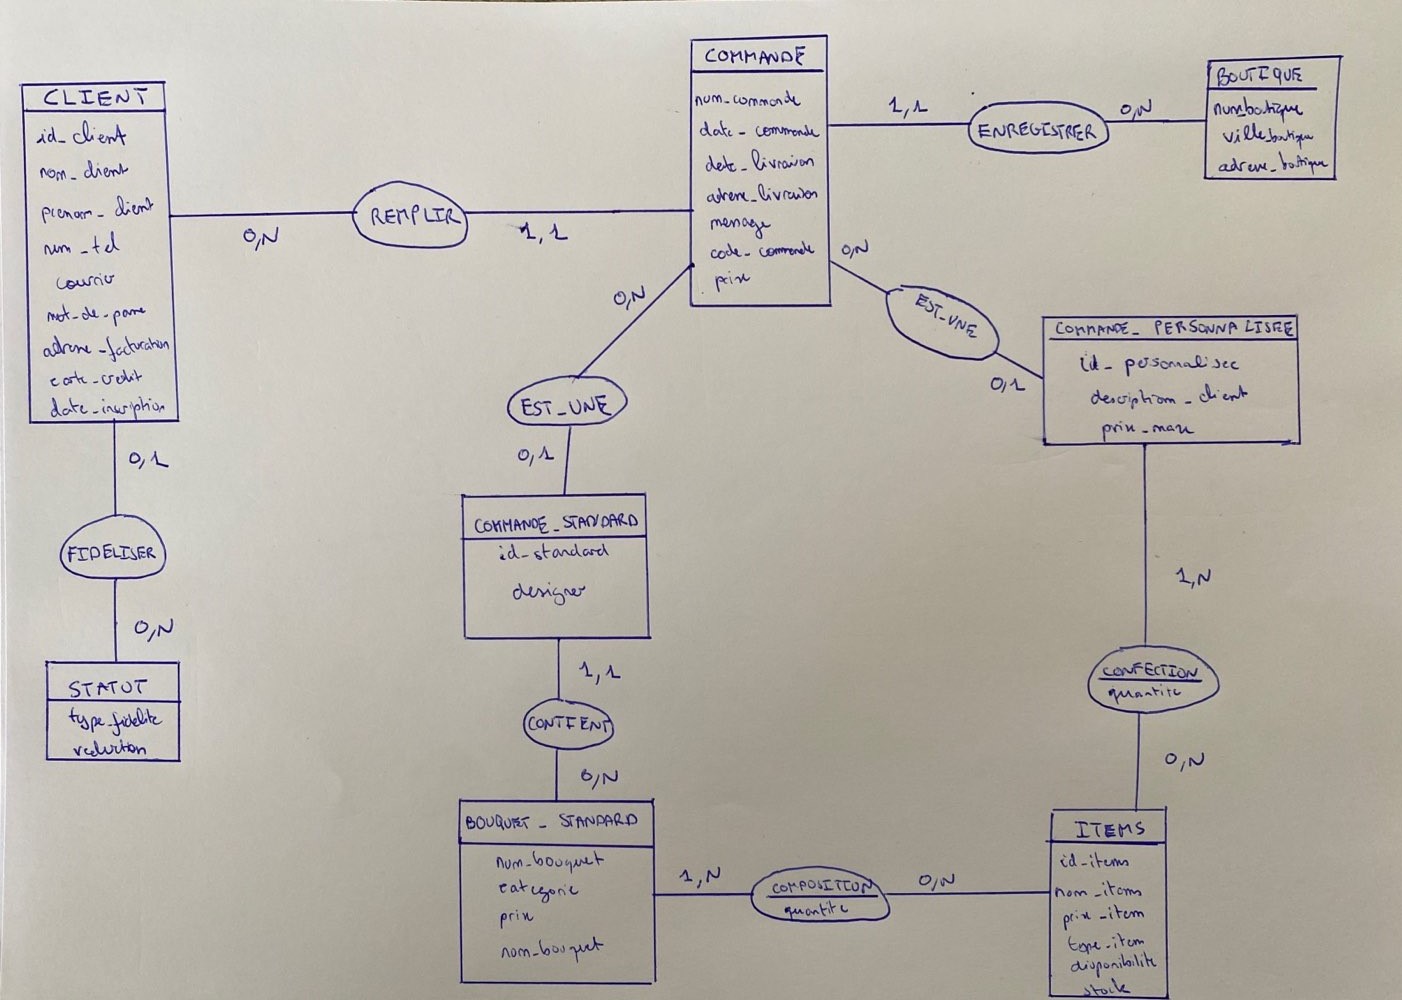 CLIENT
id_client
nom_client
prenom_client
num_tel
courrier
mot_de_passe
adresse_facturation
carte_credit
date_inscription
0,N
REMPLIR
1,1
COMMANDE
num_commande
date_commande
date_livraison
adresse_livraison
message
code_commande
prix
1,1
ENREGISTRER
0,N
BOUTIQUE
num_boutique
ville_boutique
adresse_boutique
0,N
EST_UNE
0,1
COMMANDE_PERSONNALISEE
id_personnalisee
description_client
prix_max
0,N
EST_UNE
0,1
COMMANDE_STANDARD
id_standard
designer
0,1
FIDELISER
0,N
STATUT
type_fidelite
reduction
1,1
CONTIENT
0,N
BOUQUET_STANDARD
num_bouquet
categorie
prix
nom_bouquet
1,N
COMPOSITION
quantite
0,N
1,N
CONFECTION
quantite
0,N
ITEMS
id_items
nom_items
prix_item
type_item
disponibilite
stock